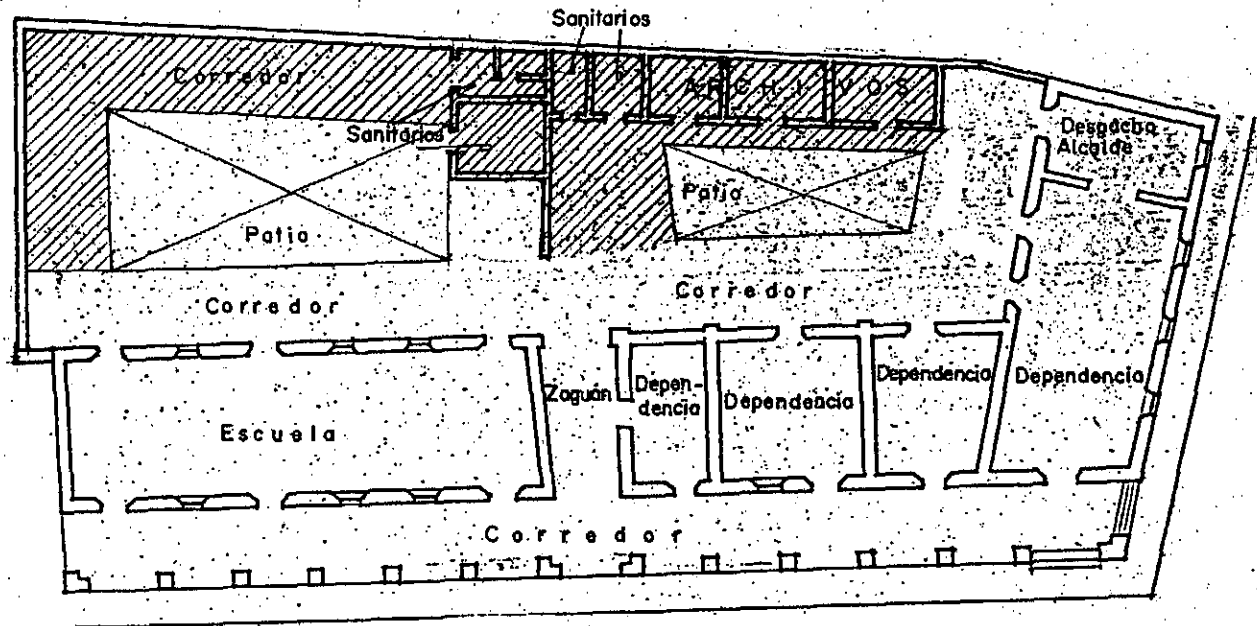 Sanitarios
Corredor
ARCHIVOS
Sanitarios
Despacho
Alcalde
Patio
Patio
Corredor
Corredor
Zaguán
Depen-
dencia
Dependencia
Dependencia
Dependencia
Escuela
Corredor